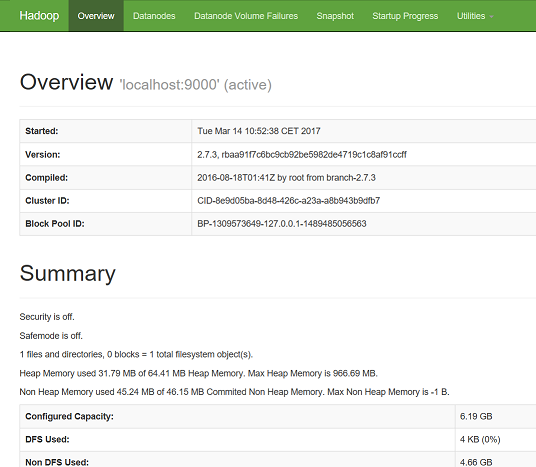 Hadoop Overview Datanodes Datanode Volume Failures Snapshot Startup Progress Utilities
Overview 'localhost:9000' (active)
Started: Tue Mar 14 10:52:38 CET 2017
Version: 2.7.3, rbaa91f7c6bc9cb92be5982de4719c1c8af91ccff
Compiled: 2016-08-18T01:41Z by root from branch-2.7.3
Cluster ID: CID-8e9d05ba-8d48-426c-a23a-a8b943b9dfb7
Block Pool ID: BP-1309573649-127.0.0.1-1489485056563
Summary
Security is off.
Safemode is off.
1 files and directories, 0 blocks = 1 total filesystem object(s).
Heap Memory used 31.79 MB of 64.41 MB Heap Memory. Max Heap Memory is 966.69 MB.
Non Heap Memory used 45.24 MB of 46.15 MB Commited Non Heap Memory. Max Non Heap Memory is -1 B.
Configured Capacity: 6.19 GB
DFS Used: 4 KB (0%)
Non DFS Used: 4.66 GB